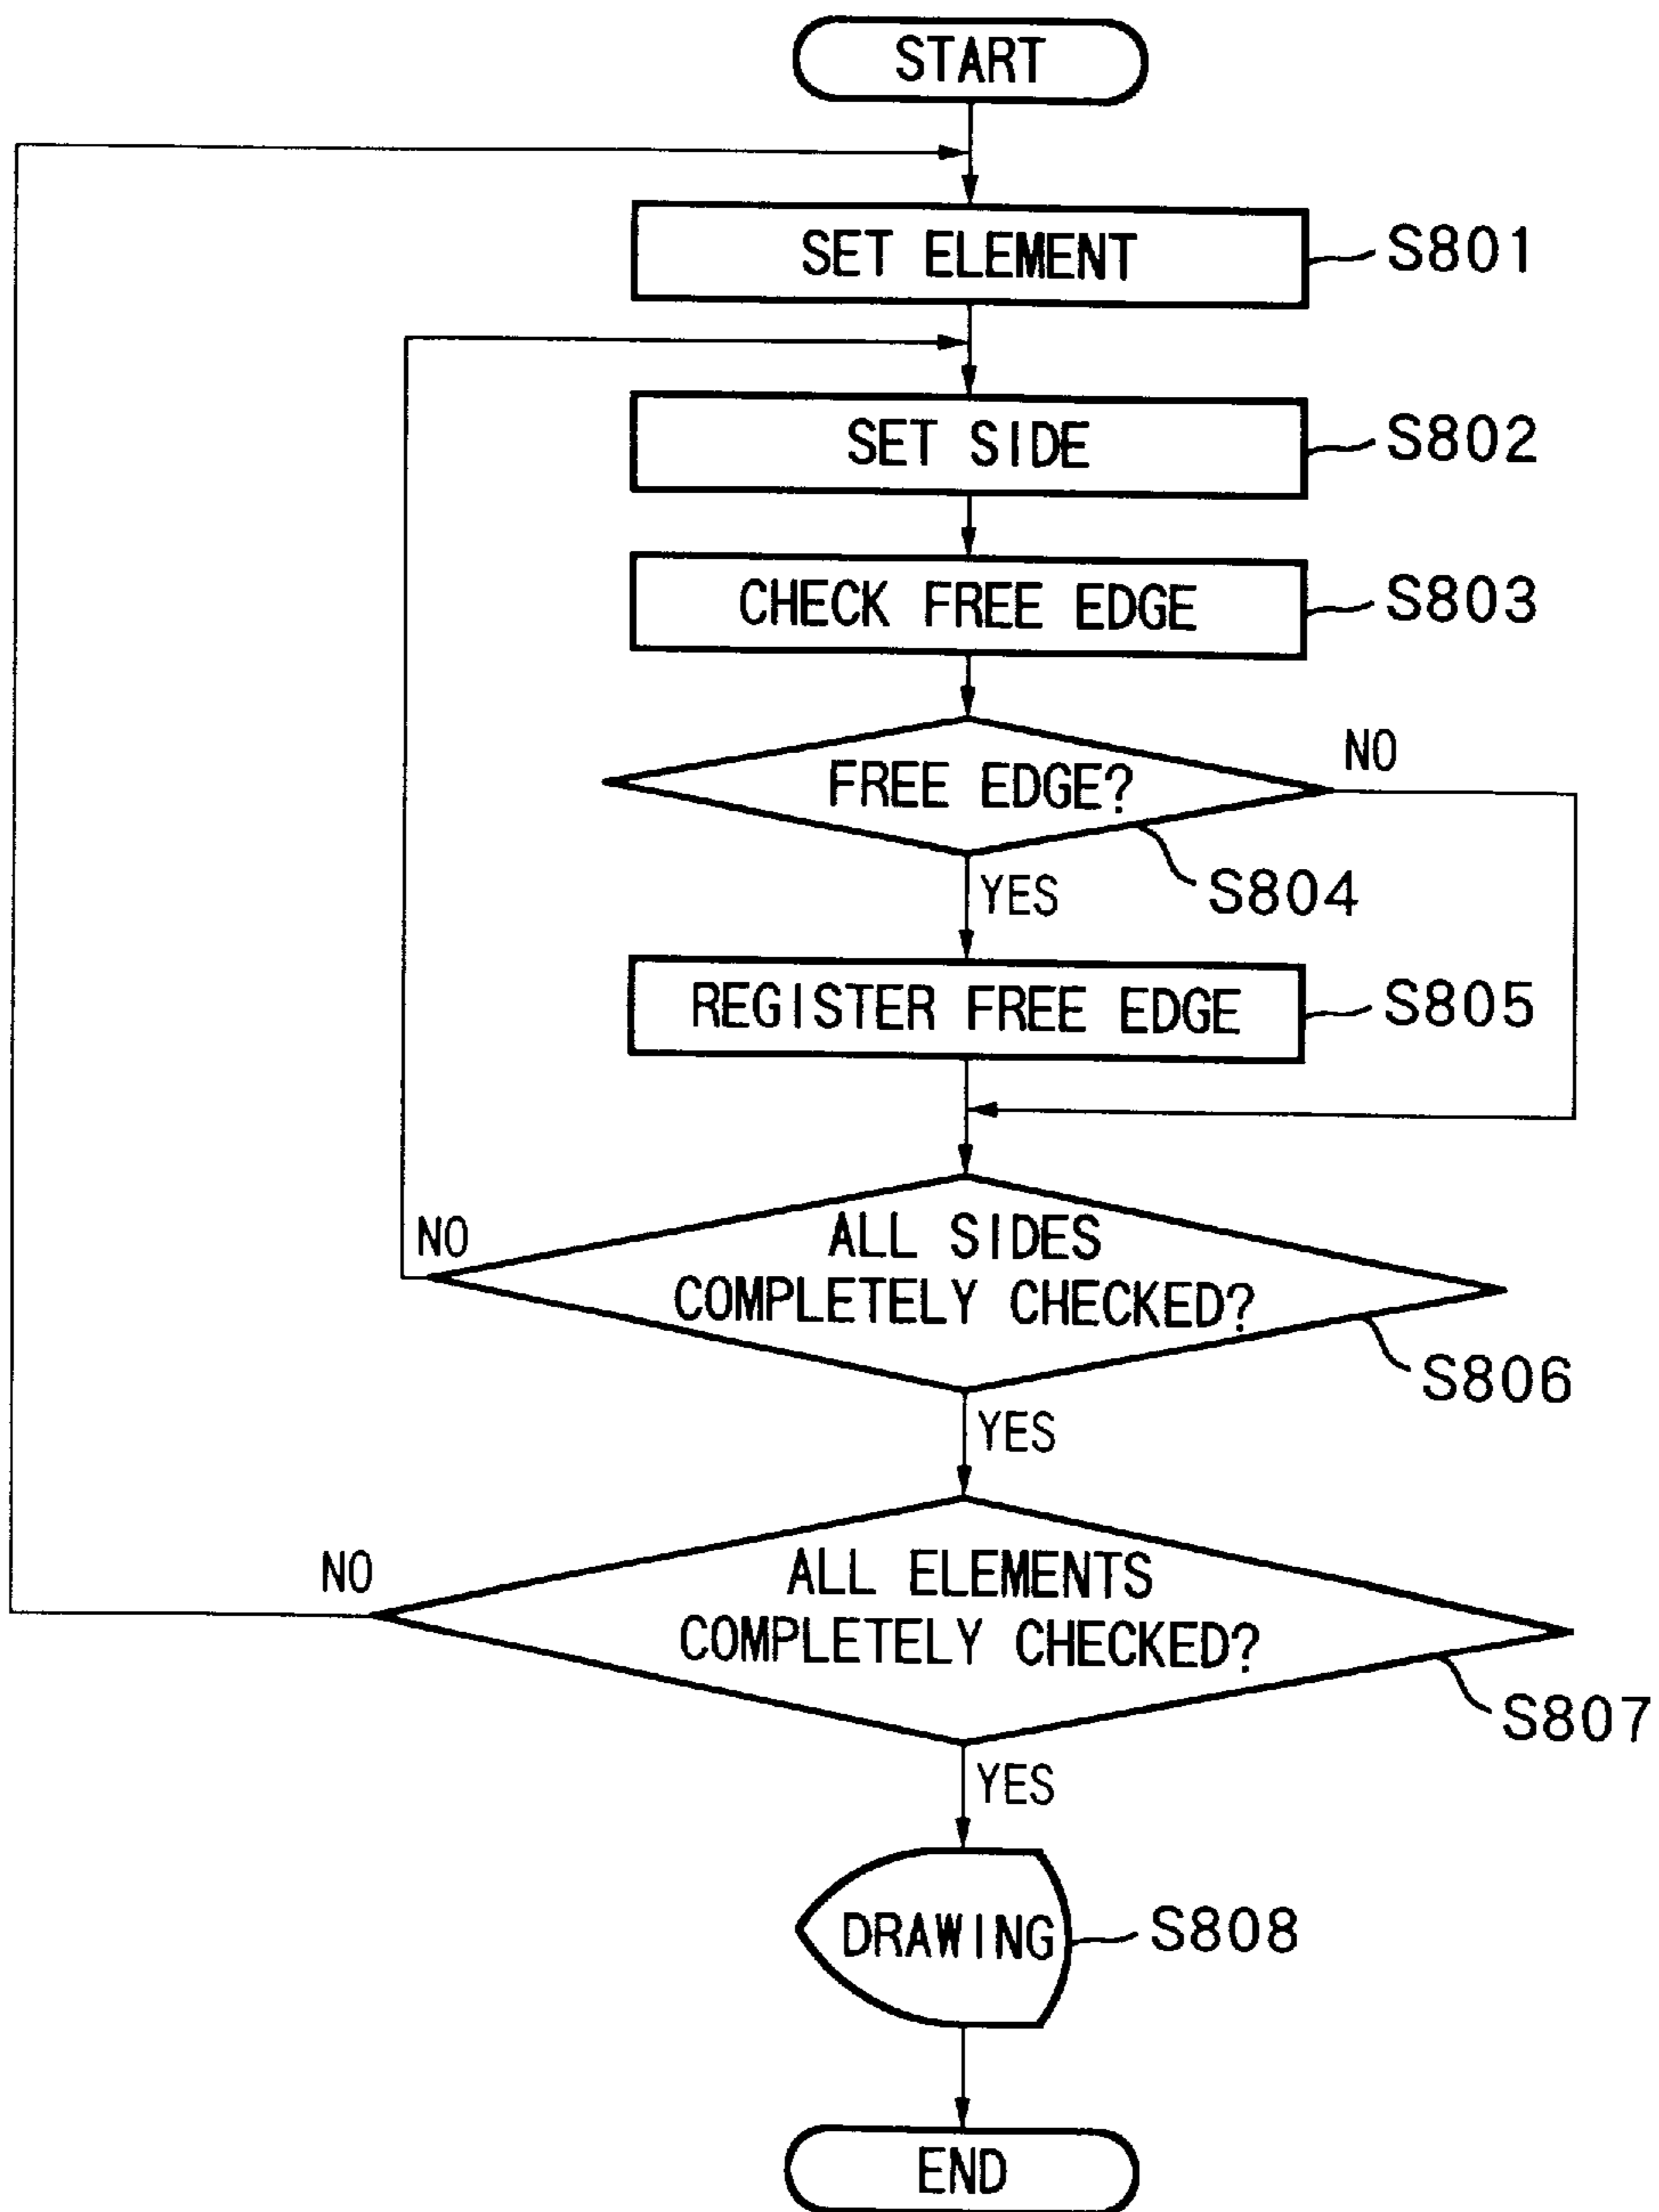 START
SET ELEMENT
S801
SET SIDE
S802
CHECK FREE EDGE
S803
FREE EDGE?
NO
YES
S804
REGISTER FREE EDGE
S805
NO
ALL SIDES
COMPLETELY CHECKED?
S806
YES
NO
ALL ELEMENTS
COMPLETELY CHECKED?
S807
YES
DRAWING
S808
END